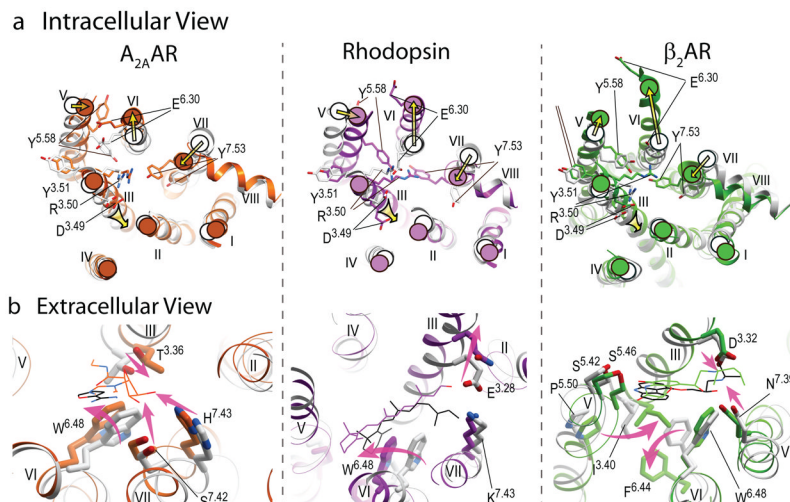 a Intracellular View
A2AAR
Rhodopsin
β2AR
V
VI
E6.30
Y5.58
VII
Y7.53
Y3.51
III
R3.50
D3.49
VIII
II
I
IV
V
Y5.58
VI
E6.30
VII
Y7.53
Y3.51
III
R3.50
D3.49
VIII
II
I
IV
E6.30
VI
Y5.58
V
Y7.53
VII
Y3.51
III
R3.50
D3.49
VIII
II
I
IV
b Extracellular View
III
V
T3.36
II
W6.48
H7.43
VI
VII
S7.42
IV
III
II
E3.28
V
W6.48
VI
VII
K7.43
III
D3.32
S5.42
S5.46
P5.50
N7.39
V
3.40
F6.44
VI
W6.48